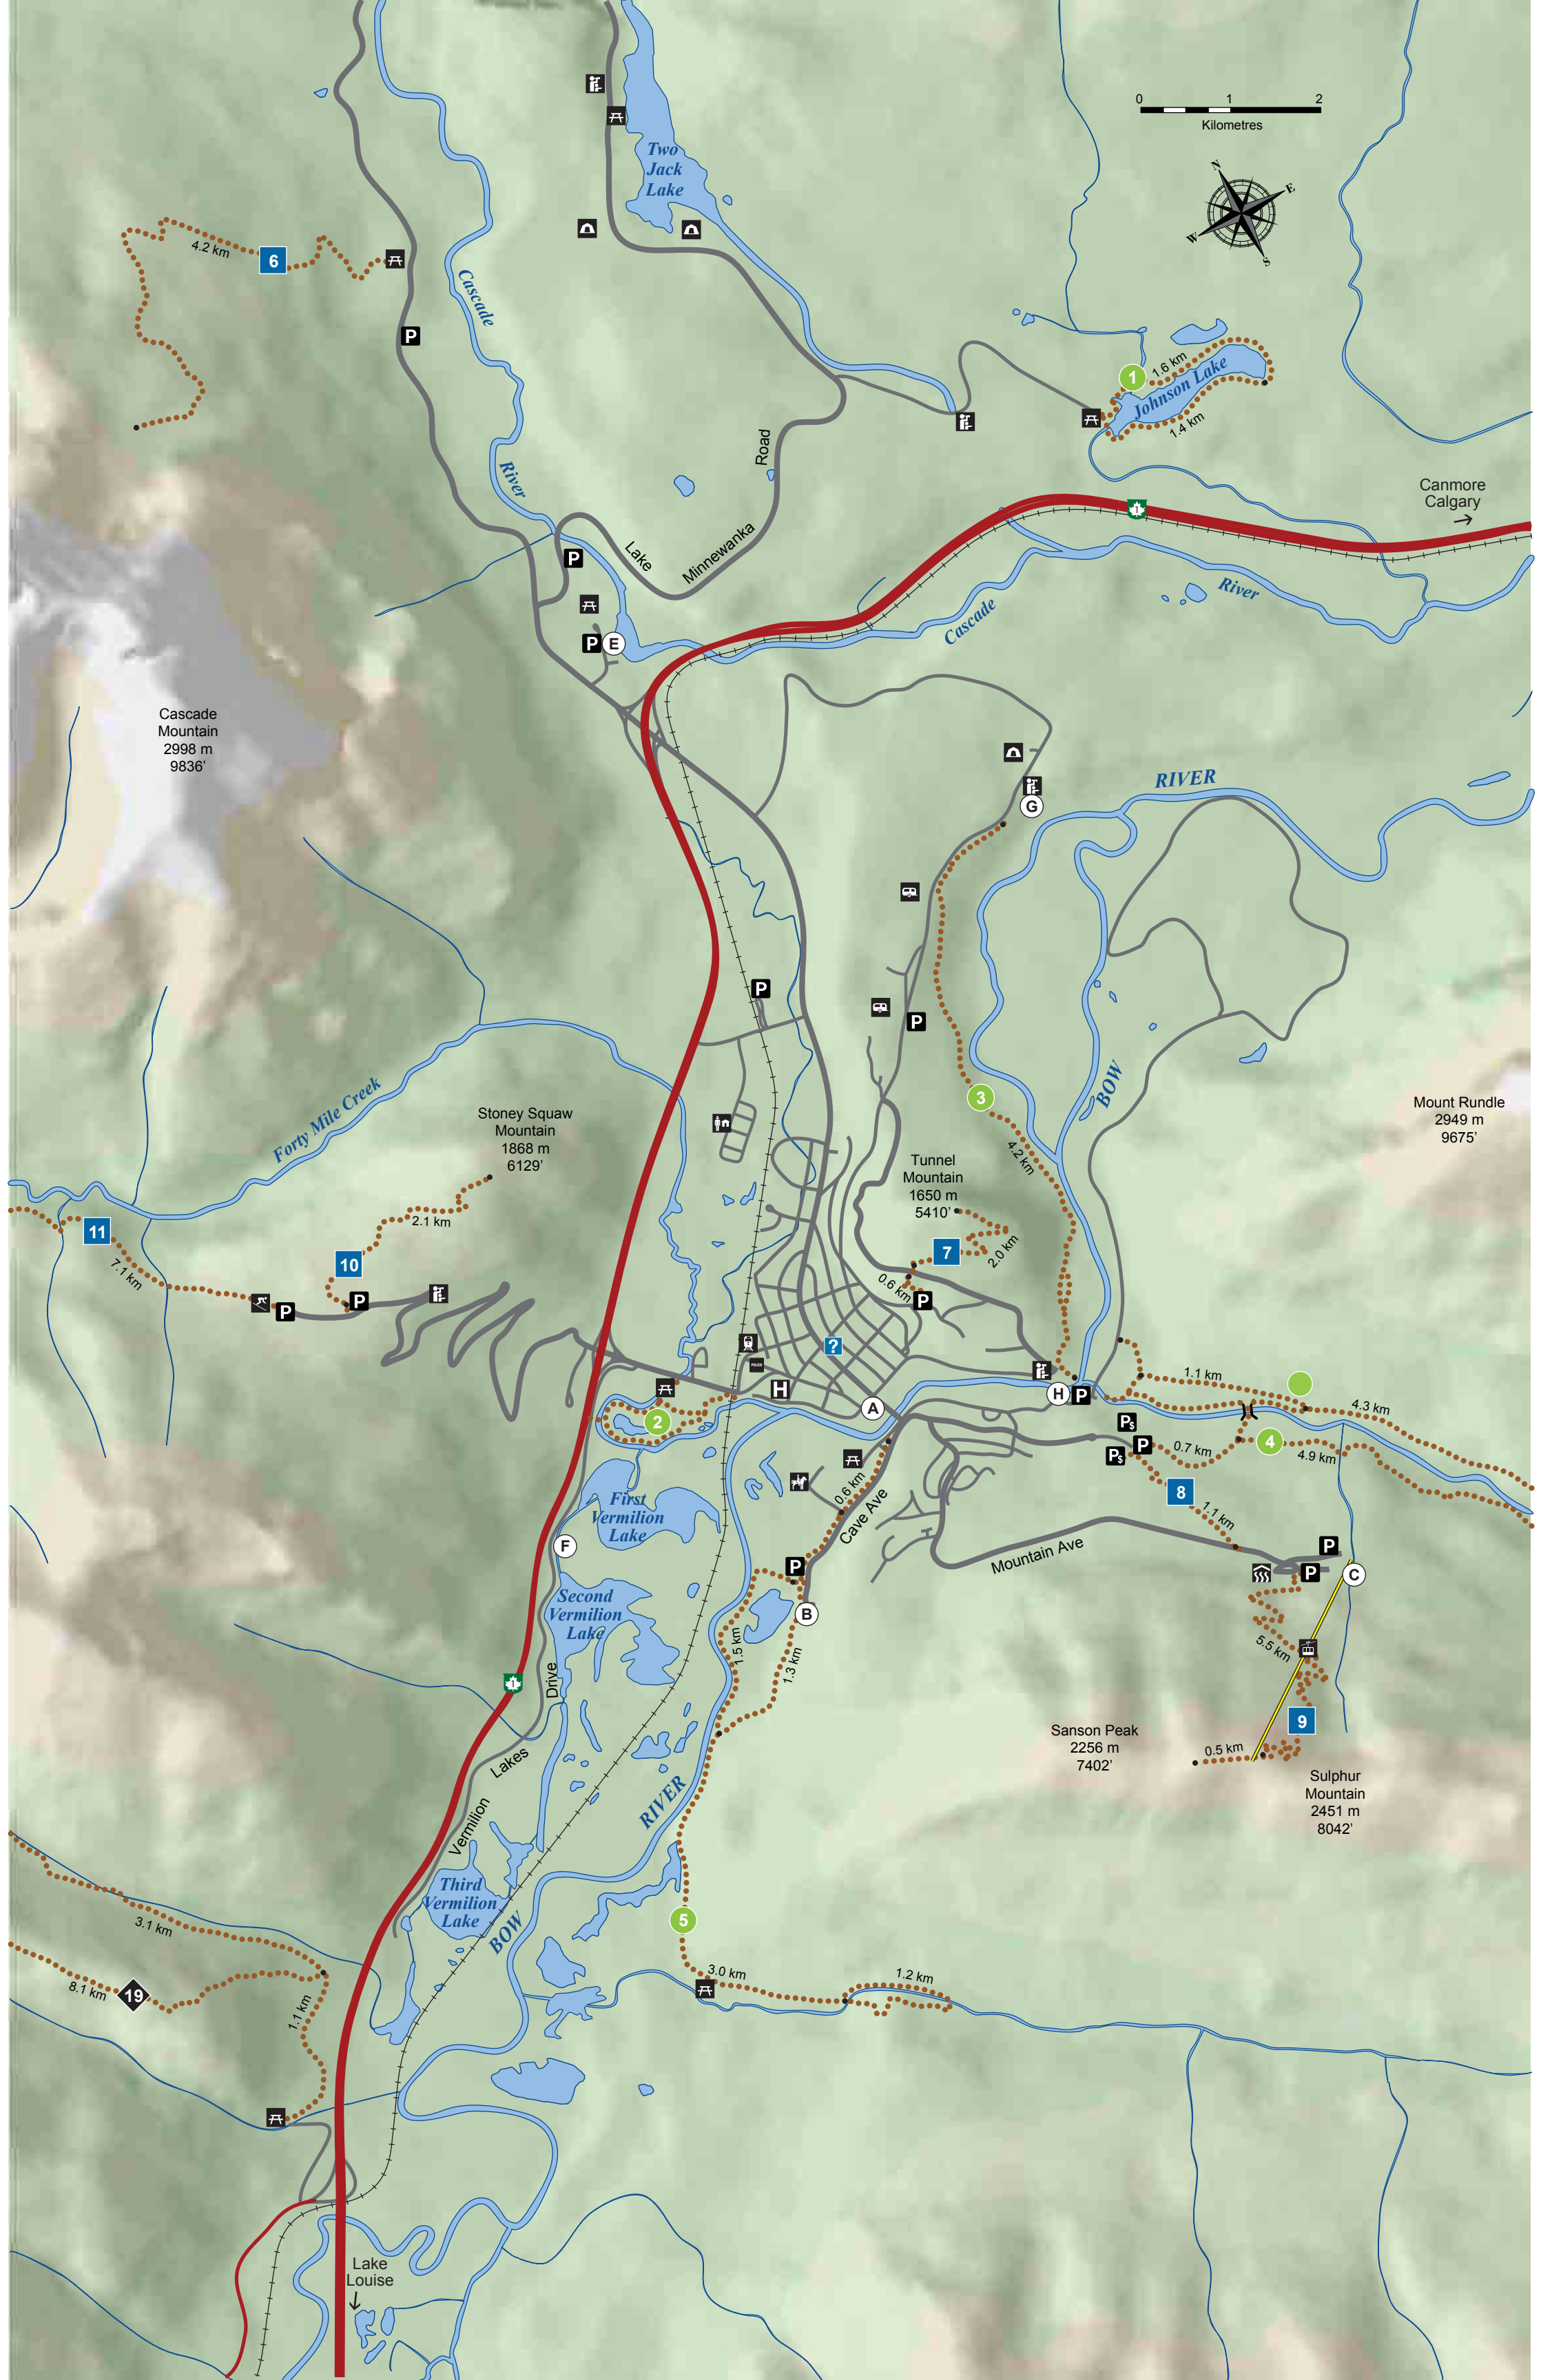 0 1 2
Kilometres
N
E
W
S
Two
Jack
Lake
4.2 km
6
P
Cascade
River
1
1.6 km
Johnson Lake
1.4 km
Road
Canmore
Calgary
1
Lake
Minnewanka
P
P
E
Cascade
River
Cascade
Mountain
2998 m
9836'
G
RIVER
P
P
BOW
3
4.2 km
Forty Mile Creek
Stoney Squaw
Mountain
1868 m
6129'
Mount Rundle
2949 m
9675'
Tunnel
Mountain
1650 m
5410'
2.1 km
11
7.1 km
10
P
P
7
2.0 km
0.6 km
P
?
POLICE
H
A
H
P
1.1 km
4.3 km
2
P$
P
P$
0.7 km
4
4.9 km
8
1.1 km
0.6 km
Cave Ave
First
Vermilion
Lake
F
Mountain Ave
P
P
P
C
B
Second
Vermilion
Lake
1.5 km
1.3 km
5.5 km
1
Drive
9
Sanson Peak
2256 m
7402'
0.5 km
Sulphur
Mountain
2451 m
8042'
Lakes
Vermilion
RIVER
Third
Vermilion
Lake
BOW
5
3.1 km
8.1 km
19
1.1 km
3.0 km
1.2 km
Lake
Louise